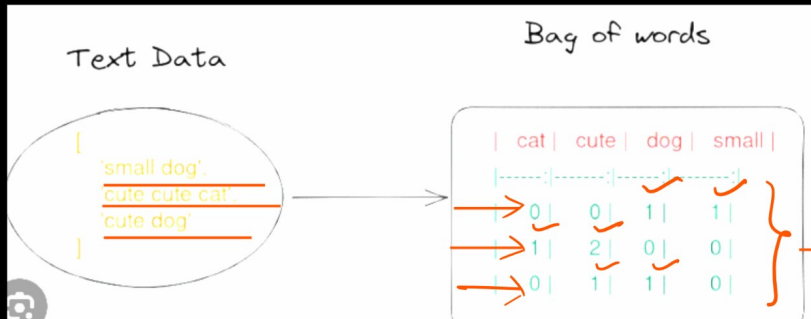 Text Data
Bag of words
[
'small dog',
'cute cute cat',
'cute dog'
]
| cat | cute | dog | small |
|-----:|------:|-----:|------:|
| 0 | 0 | 1 | 1 |
| 1 | 2 | 0 | 0 |
| 0 | 1 | 1 | 0 |